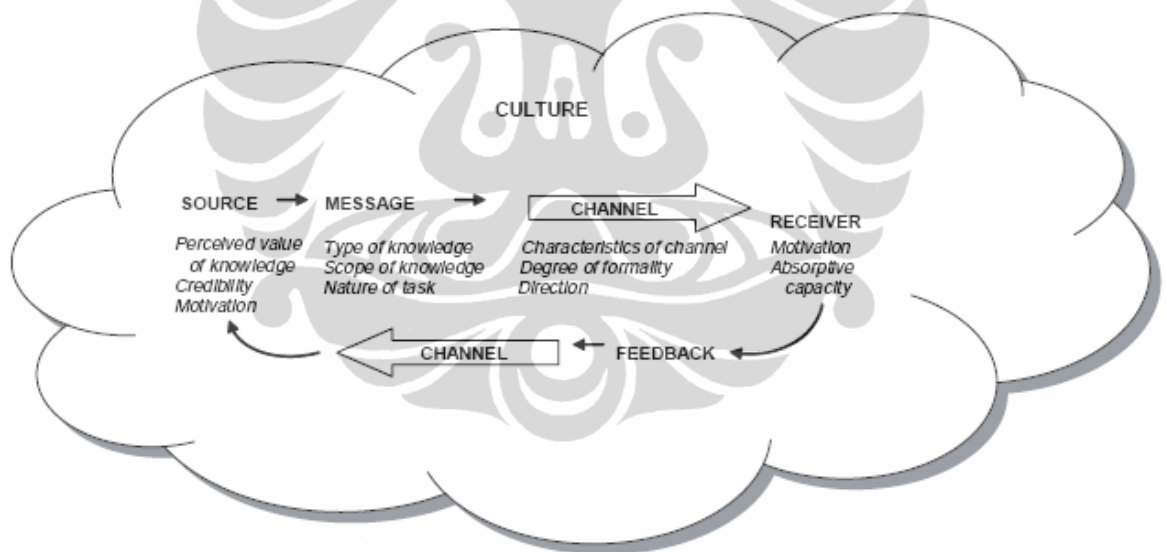 CULTURE
SOURCE
MESSAGE
CHANNEL
RECEIVER
Perceived value
of knowledge
Credibility
Motivation
Type of knowledge
Scope of knowledge
Nature of task
Characteristics of channel
Degree of formality
Direction
Motivation
Absorptive
capacity
CHANNEL
FEEDBACK